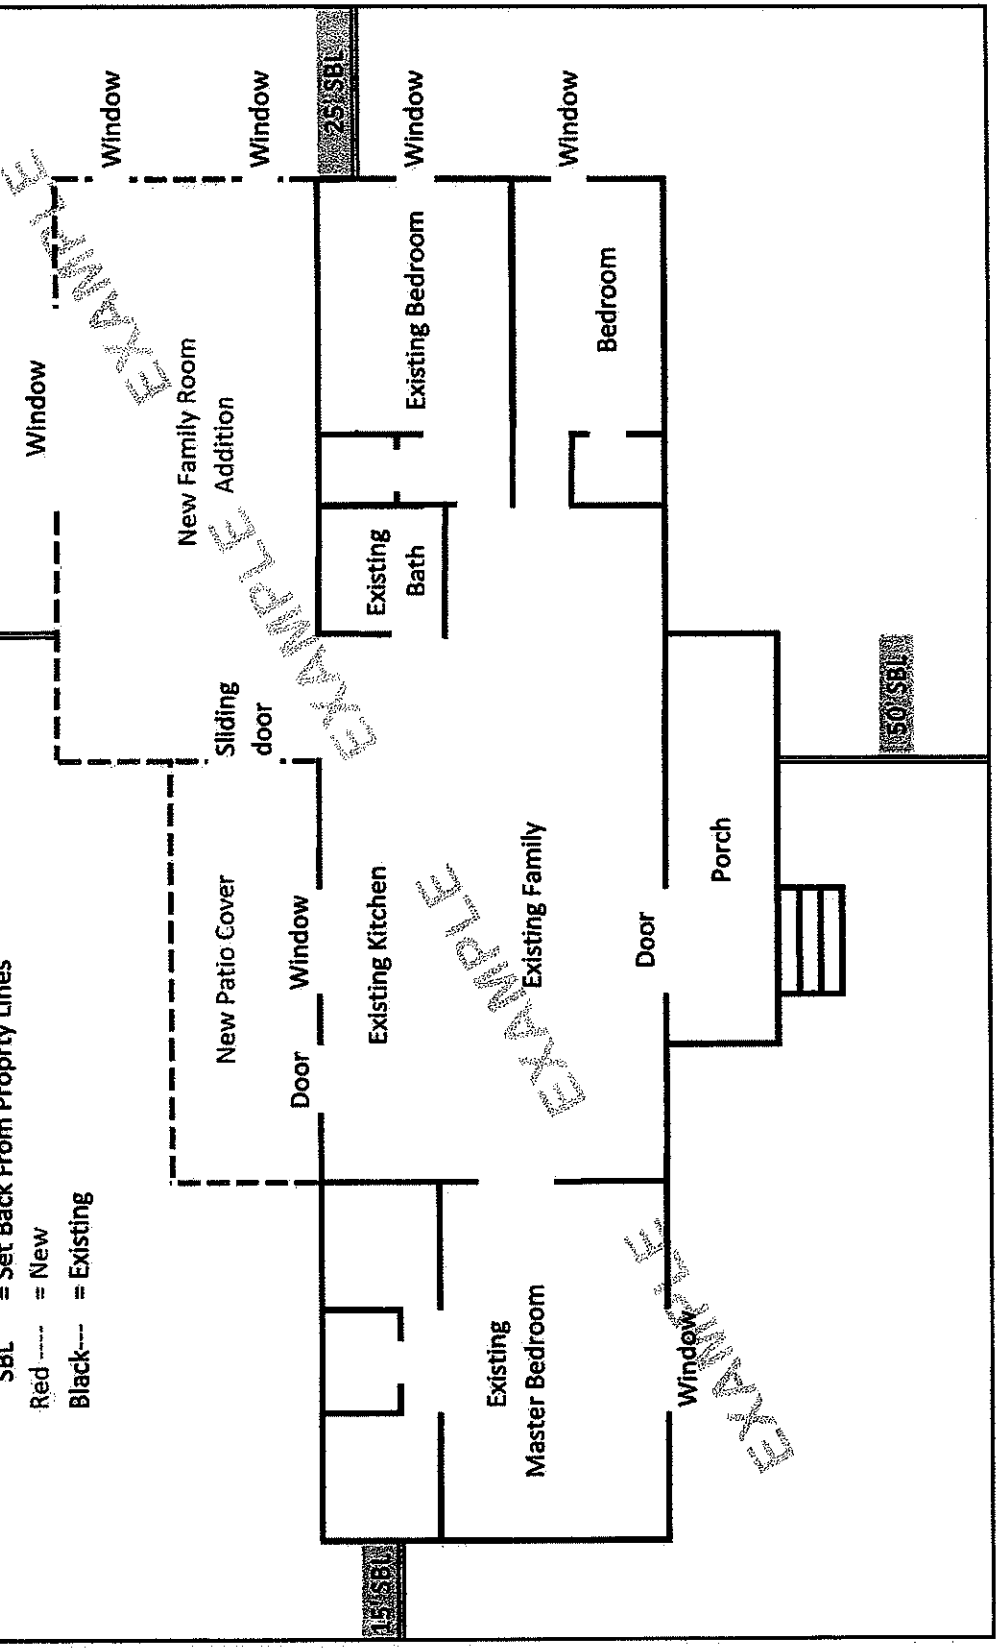 SBL = Set Back From Proprty Lines
Red ---- = New
Black--- = Existing
Window
EXAMPLE
Window
Window
New Family Room
Addition
EXAMPLE
Sliding
door
New Patio Cover
Door
Window
25' SBL
Window
Window
Existing Bedroom
Bedroom
Existing
Bath
Existing Kitchen
EXAMPLE
Existing Family
Door
Porch
50' SBL
15' SBL
Existing
Master Bedroom
Window
EXAMPLE